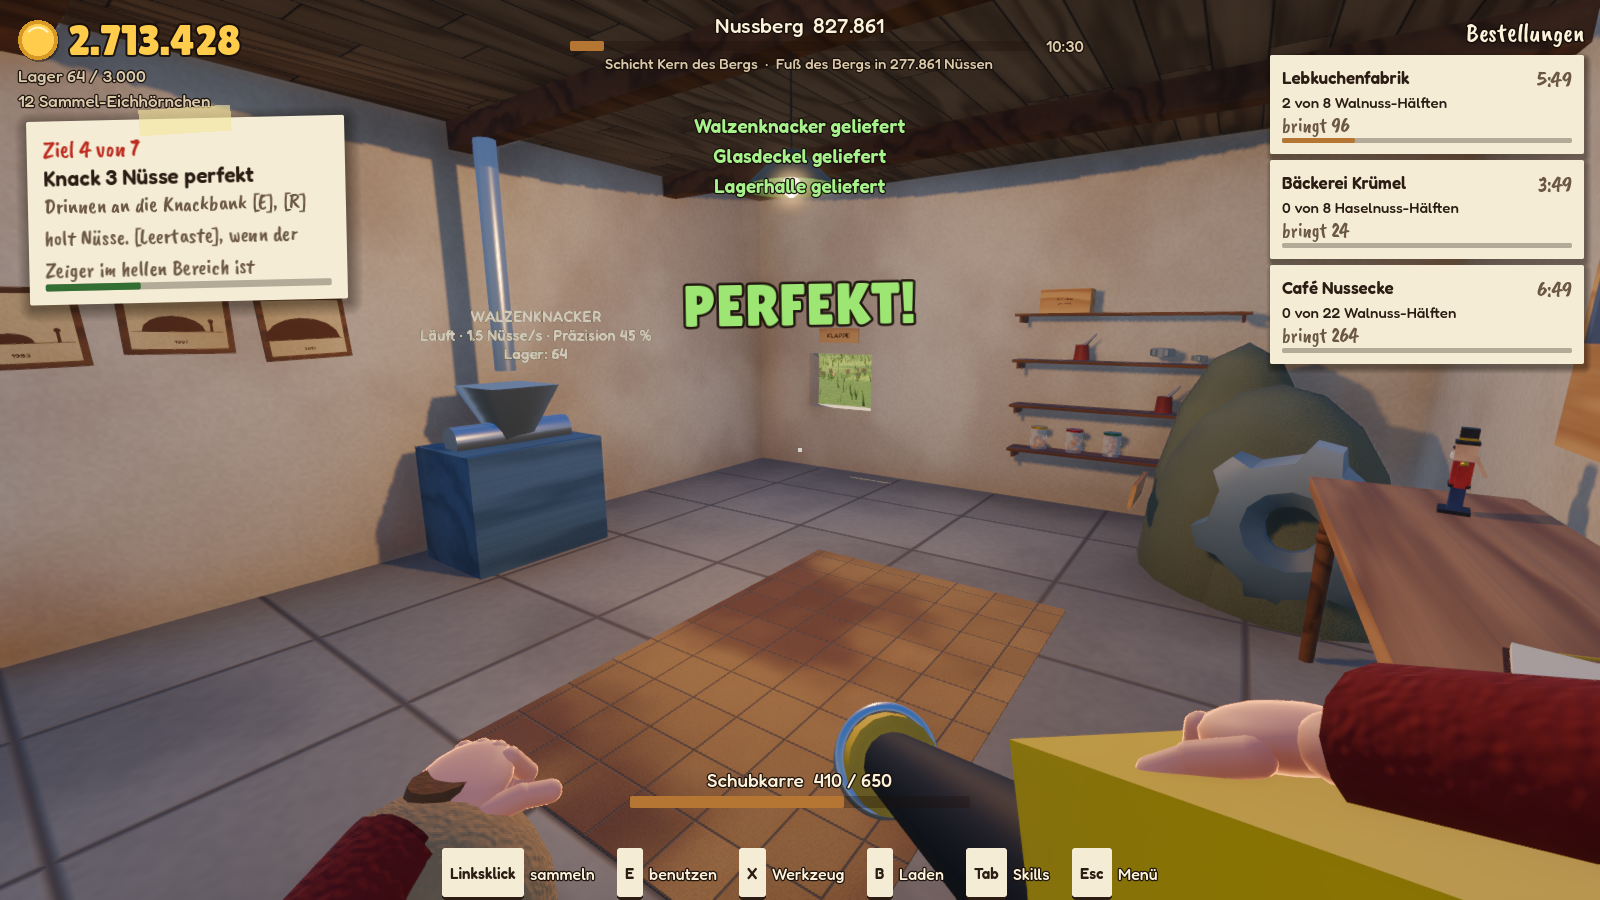 2.713.428
Lager 64 / 3.000
12 Sammel-Eichhörnchen
Ziel 4 von 7
Knack 3 Nüsse perfekt
Drinnen an die Knackbank [E], [R]
holt Nüsse. [Leertaste], wenn der
Zeiger im hellen Bereich ist
Nussberg 827.861
10:30
Schicht Kern des Bergs · Fuß des Bergs in 277.861 Nüssen
Walzenknacker geliefert
Glasdeckel geliefert
Lagerhalle geliefert
PERFEKT!
KLAPPE
WALZENKNACKER
Läuft · 1.5 Nüsse/s · Präzision 45 %
Lager: 64
Bestellungen
Lebkuchenfabrik 5:49
2 von 8 Walnuss-Hälften
bringt 96
Bäckerei Krümel 3:49
0 von 8 Haselnuss-Hälften
bringt 24
Café Nussecke 6:49
0 von 22 Walnuss-Hälften
bringt 264
1983
Schubkarre 410 / 650
Linksklick sammeln E benutzen X Werkzeug B Laden Tab Skills Esc Menü